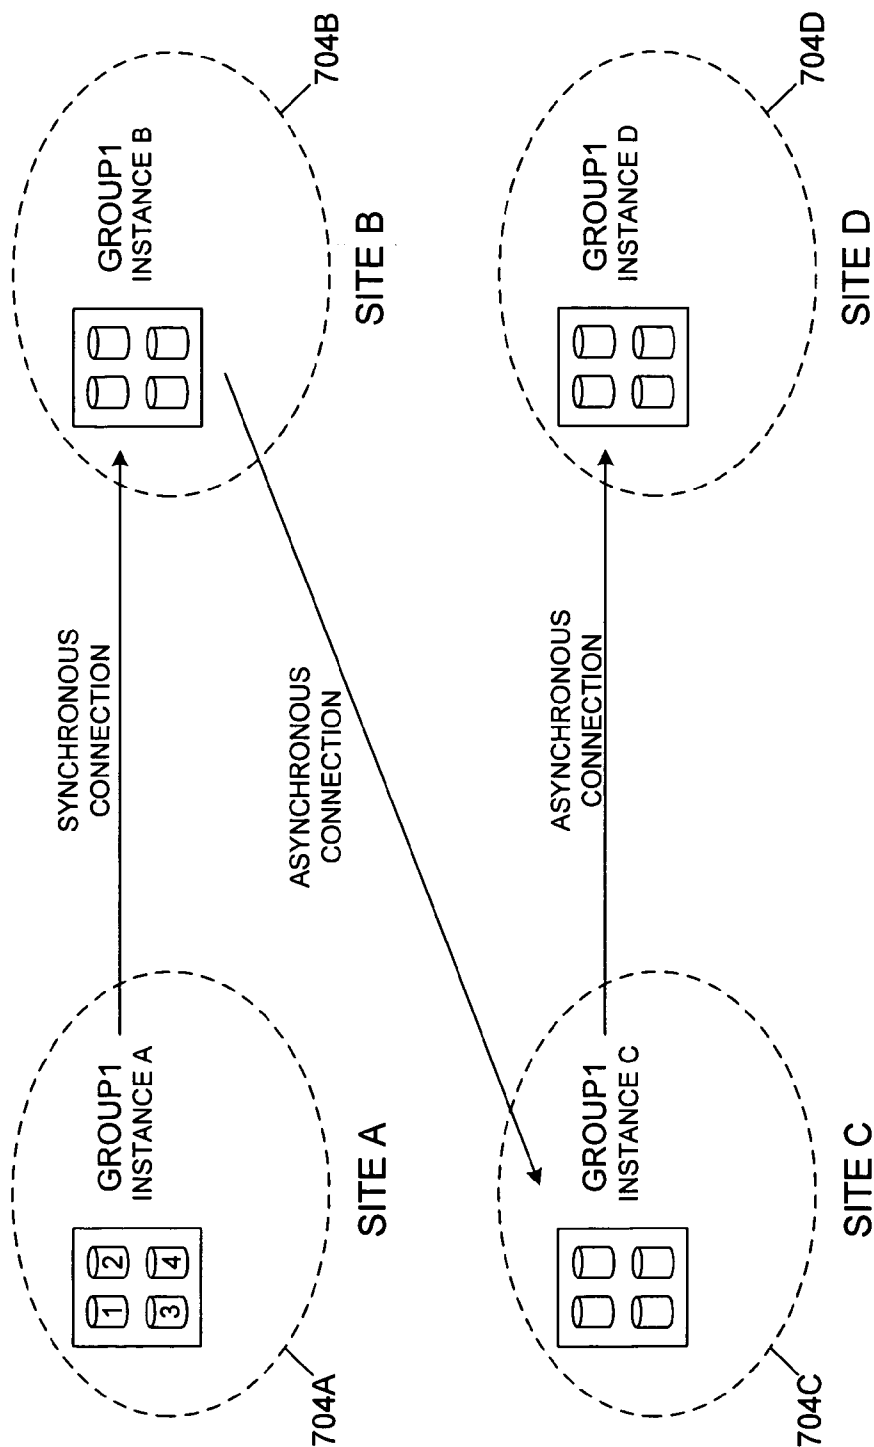 1
2
3
4
GROUP1
INSTANCE A
SYNCHRONOUS
CONNECTION
GROUP1
INSTANCE B
704A
SITE A
SITE B
704B
ASYNCHRONOUS
CONNECTION
GROUP1
INSTANCE C
ASYNCHRONOUS
CONNECTION
GROUP1
INSTANCE D
704C
SITE C
SITE D
704D